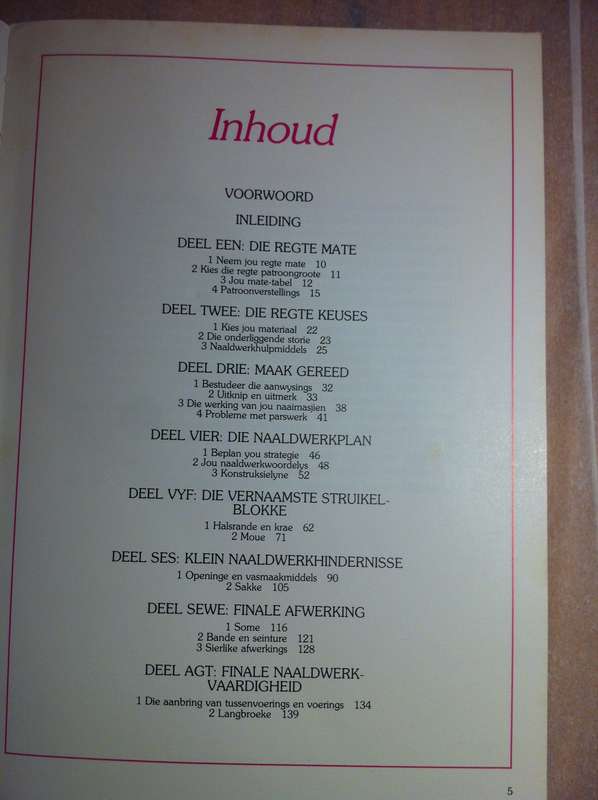 Inhoud
VOORWOORD
INLEIDING
DEEL EEN: DIE REGTE MATE
1 Neem jou regte mate 10
2 Kies die regte patroongroote 11
3 Jou mate-tabel 12
4 Patroonverstellings 15
DEEL TWEE: DIE REGTE KEUSES
1 Kies jou materiaal 22
2 Die onderliggende storie 23
3 Naaldwerkhulpmiddels 25
DEEL DRIE: MAAK GEREED
1 Bestudeer die aanwysings 32
2 Uitknip en uitmerk 33
3 Die werking van jou naaimasjien 38
4 Probleme met parswerk 41
DEEL VIER: DIE NAALDWERKPLAN
1 Beplan you strategie 46
2 Jou naaldwerkwoordelys 48
3 Konstruksielyne 52
DEEL VYF: DIE VERNAAMSTE STRUIKEL-
BLOKKE
1 Halsrande en krae 62
2 Moue 71
DEEL SES: KLEIN NAALDWERKHINDERNISSE
1 Openinge en vasmaakmiddels 90
2 Sakke 105
DEEL SEWE: FINALE AFWERKING
1 Some 116
2 Bande en seinture 121
3 Sierlike afwerkings 128
DEEL AGT: FINALE NAALDWERK-
VAARDIGHEID
1 Die aanbring van tussenvoerings en voerings 134
2 Langbroeke 139
5